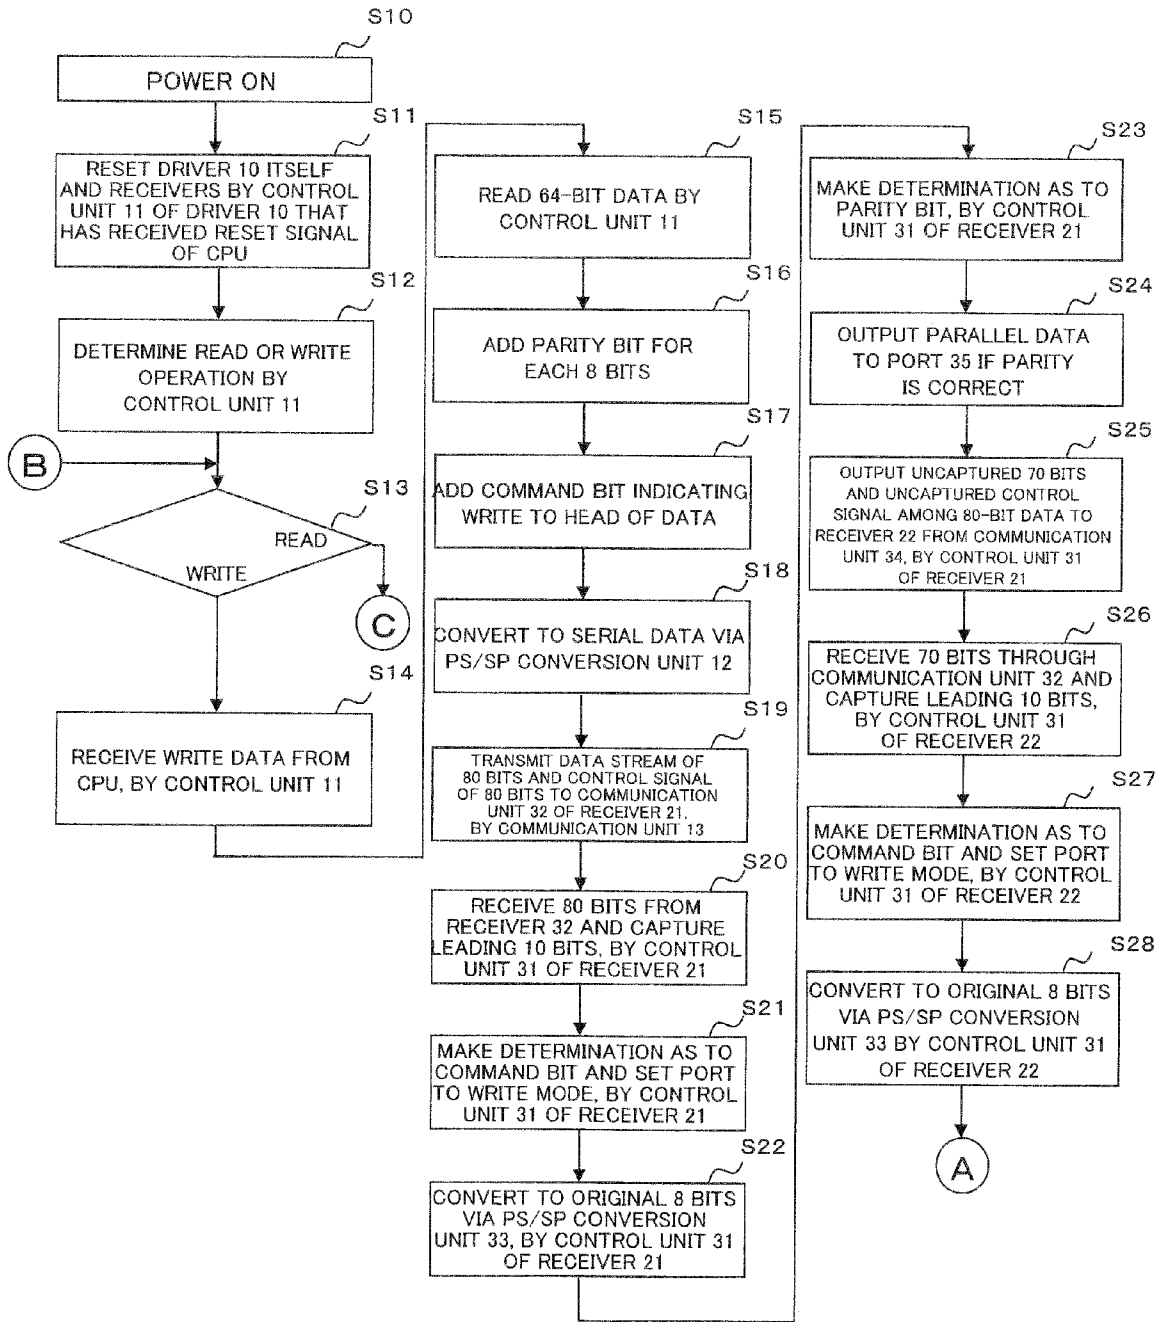 S10
POWER ON
S11
RESET DRIVER 10 ITSELF
AND RECEIVERS BY CONTROL
UNIT 11 OF DRIVER 10 THAT
HAS RECEIVED RESET SIGNAL
OF CPU
S12
DETERMINE READ OR WRITE
OPERATION BY
CONTROL UNIT 11
B
S13
READ
WRITE
C
S14
RECEIVE WRITE DATA FROM
CPU, BY CONTROL UNIT 11
S15
READ 64-BIT DATA BY
CONTROL UNIT 11
S16
ADD PARITY BIT FOR
EACH 8 BITS
S17
ADD COMMAND BIT INDICATING
WRITE TO HEAD OF DATA
S18
CONVERT TO SERIAL DATA VIA
PS/SP CONVERSION UNIT 12
S19
TRANSMIT DATA STREAM OF
80 BITS AND CONTROL SIGNAL
OF 80 BITS TO COMMUNICATION
UNIT 32 OF RECEIVER 21,
BY COMMUNICATION UNIT 13
S20
RECEIVE 80 BITS FROM
RECEIVER 32 AND CAPTURE
LEADING 10 BITS, BY CONTROL
UNIT 31 OF RECEIVER 21
S21
MAKE DETERMINATION AS TO
COMMAND BIT AND SET PORT
TO WRITE MODE, BY CONTROL
UNIT 31 OF RECEIVER 21
S22
CONVERT TO ORIGINAL 8 BITS
VIA PS/SP CONVERSION
UNIT 33, BY CONTROL UNIT 31
OF RECEIVER 21
S23
MAKE DETERMINATION AS TO
PARITY BIT, BY CONTROL
UNIT 31 OF RECEIVER 21
S24
OUTPUT PARALLEL DATA
TO PORT 35 IF PARITY
IS CORRECT
S25
OUTPUT UNCAPTURED 70 BITS
AND UNCAPTURED CONTROL
SIGNAL AMONG 80-BIT DATA TO
RECEIVER 22 FROM COMMUNICATION
UNIT 34, BY CONTROL UNIT 31
OF RECEIVER 21
S26
RECEIVE 70 BITS THROUGH
COMMUNICATION UNIT 32 AND
CAPTURE LEADING 10 BITS,
BY CONTROL UNIT 31
OF RECEIVER 22
S27
MAKE DETERMINATION AS TO
COMMAND BIT AND SET PORT
TO WRITE MODE, BY CONTROL
UNIT 31 OF RECEIVER 22
S28
CONVERT TO ORIGINAL 8 BITS
VIA PS/SP CONVERSION
UNIT 33 BY CONTROL UNIT 31
OF RECEIVER 22
A